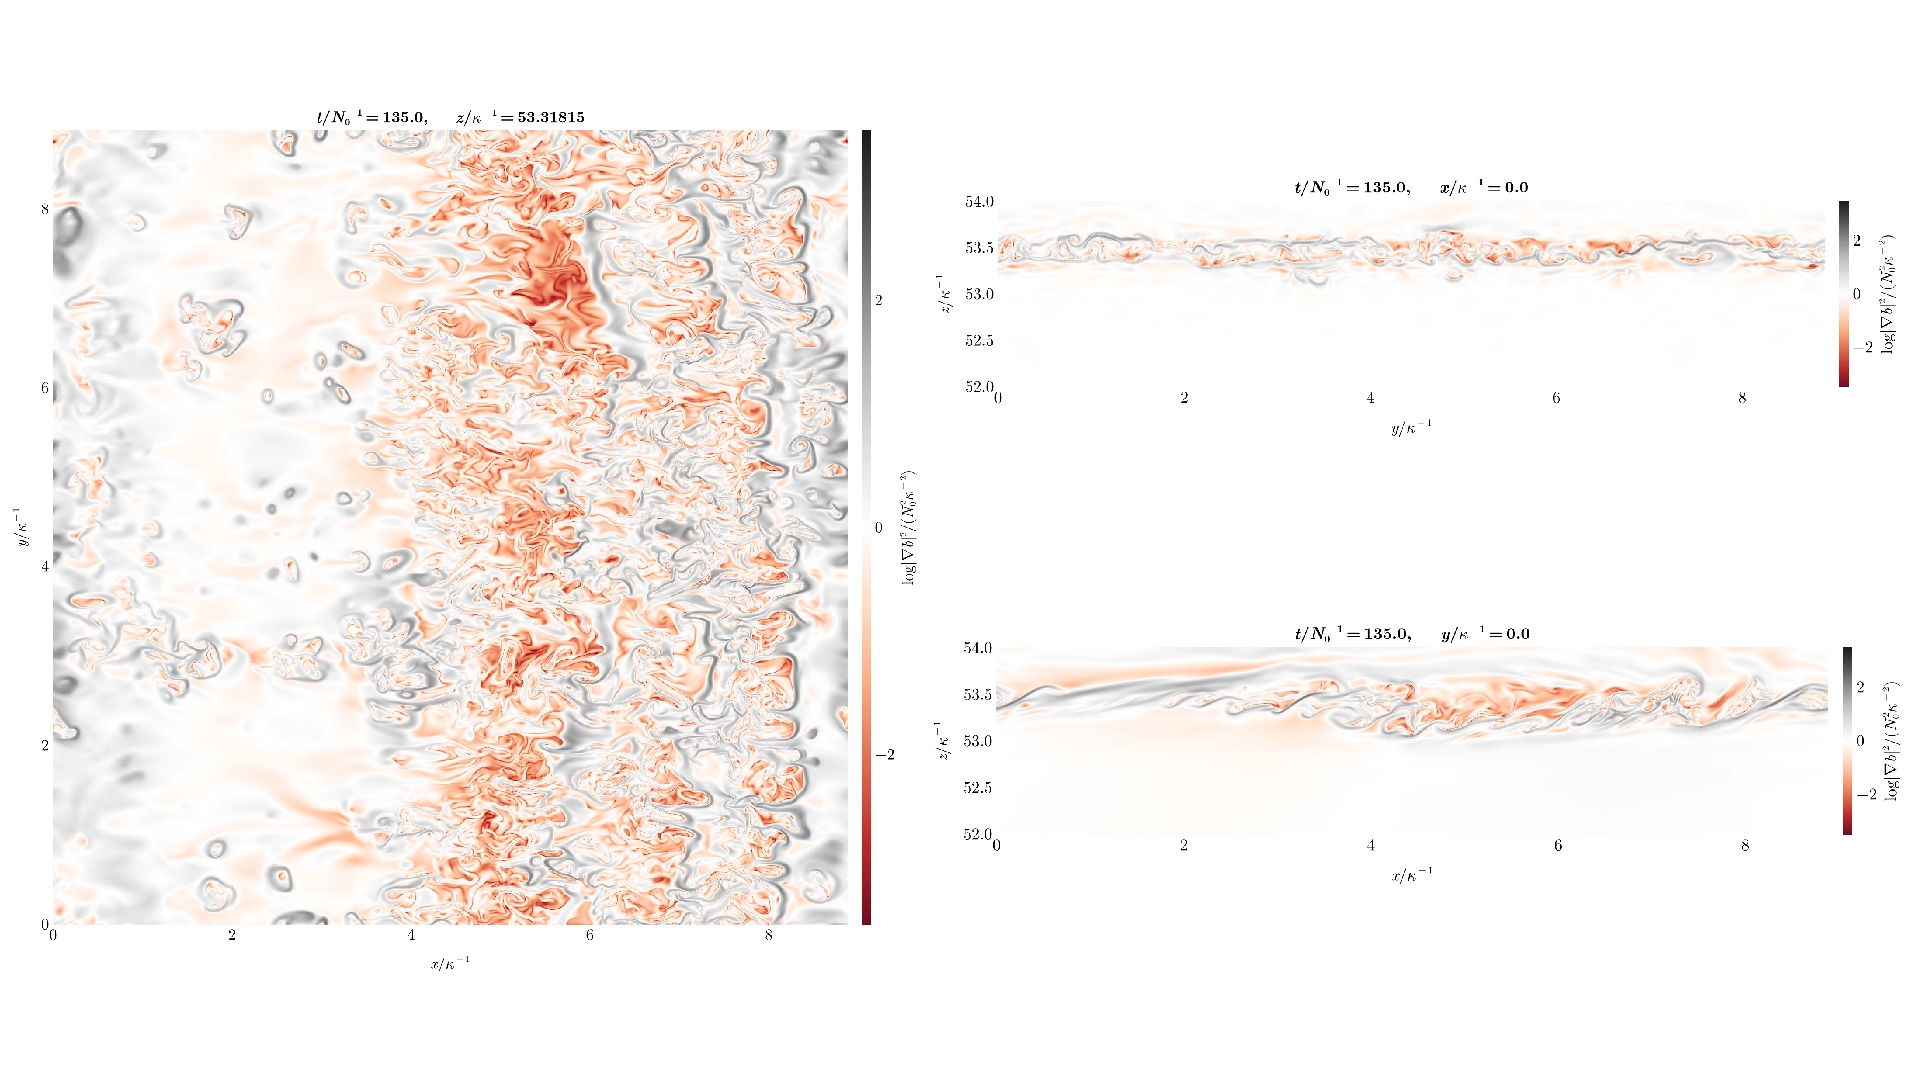 t/N₀⁻¹ = 135.0, z/κ⁻¹ = 53.31815
8
6
4
2
0
0 2 4 6 8
y/κ⁻¹
x/κ⁻¹
2
0
−2
log|∇b|²/(N₀²κ⁻²)
t/N₀⁻¹ = 135.0, x/κ⁻¹ = 0.0
54.0
53.5
53.0
52.5
52.0
0 2 4 6 8
z/κ⁻¹
y/κ⁻¹
2
0
−2
log|∇b|²/(N₀²κ⁻²)
t/N₀⁻¹ = 135.0, y/κ⁻¹ = 0.0
54.0
53.5
53.0
52.5
52.0
0 2 4 6 8
z/κ⁻¹
x/κ⁻¹
2
0
−2
log|∇b|²/(N₀²κ⁻²)